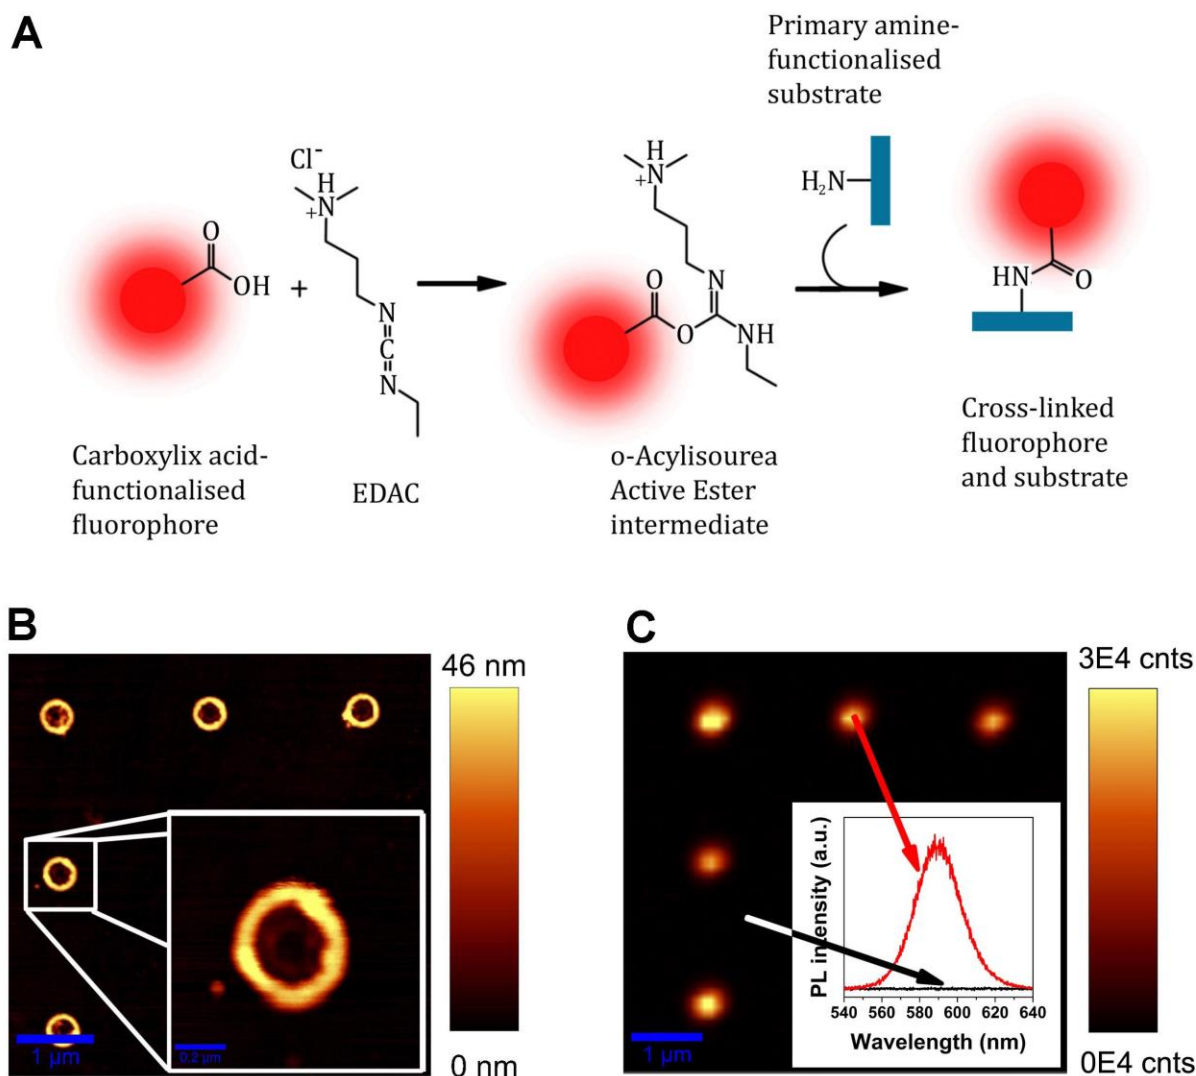 A
Primary amine-
functionalised
substrate
Cl⁻
H
N
+
O
OH
+
N
C
N
H
N
+
O
O
N
NH
H₂N
HN
O
Carboxylix acid-
functionalised
fluorophore
EDAC
o-Acylisourea
Active Ester
intermediate
Cross-linked
fluorophore
and substrate
B
46 nm
1 µm
0.2 µm
0 nm
C
3E4 cnts
PL intensity (a.u.)
540 560 580 600 620 640
Wavelength (nm)
1 µm
0E4 cnts